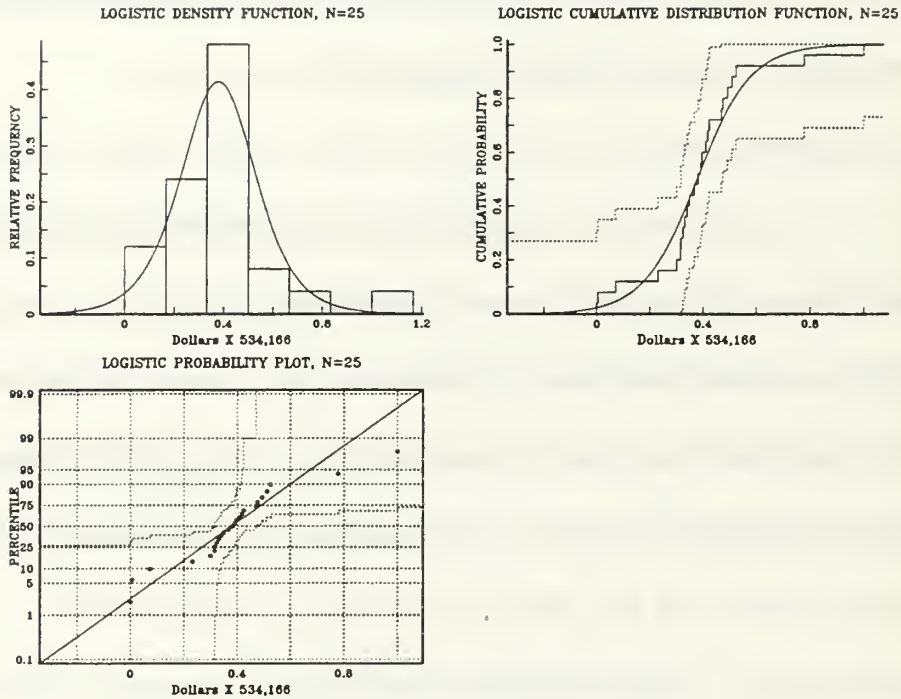 LOGISTIC DENSITY FUNCTION, N=25
RELATIVE FREQUENCY
0.4
0.3
0.2
0.1
0
0 0.4 0.8 1.2
Dollars X 534,166
LOGISTIC CUMULATIVE DISTRIBUTION FUNCTION, N=25
CUMULATIVE PROBABILITY
1.0
0.8
0.6
0.4
0.2
0
0 0.4 0.8
Dollars X 534,166
LOGISTIC PROBABILITY PLOT, N=25
PERCENTILE
99.9
99
95
90
75
50
25
10
5
1
0.1
0 0.4 0.8
Dollars X 534,166